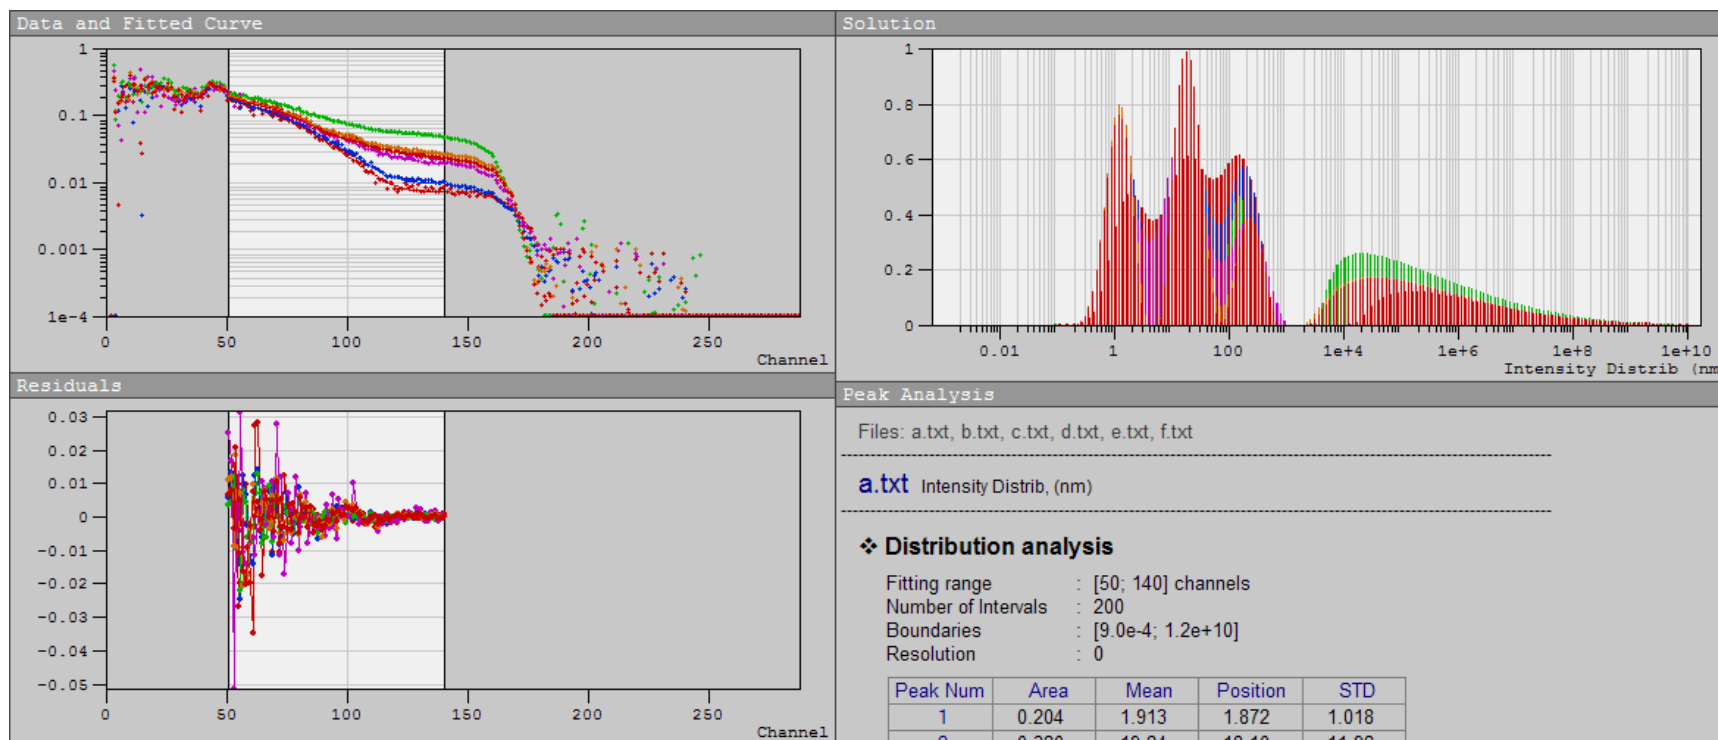 Data and Fitted Curve
1
0.1
0.01
0.001
1e-4
0 50 100 150 200 250
Channel
Residuals
0.03
0.02
0.01
0
-0.01
-0.02
-0.03
-0.04
-0.05
0 50 100 150 200 250
Channel
Solution
1
0.8
0.6
0.4
0.2
0
0.01 1 100 1e+4 1e+6 1e+8 1e+10
Intensity Distrib (nm
Peak Analysis
Files: a.txt, b.txt, c.txt, d.txt, e.txt, f.txt
a.txt Intensity Distrib, (nm)
❖ Distribution analysis
Fitting range : [50; 140] channels
Number of Intervals : 200
Boundaries : [9.0e-4; 1.2e+10]
Resolution : 0
Peak Num Area Mean Position STD
1 0.204 1.913 1.872 1.018